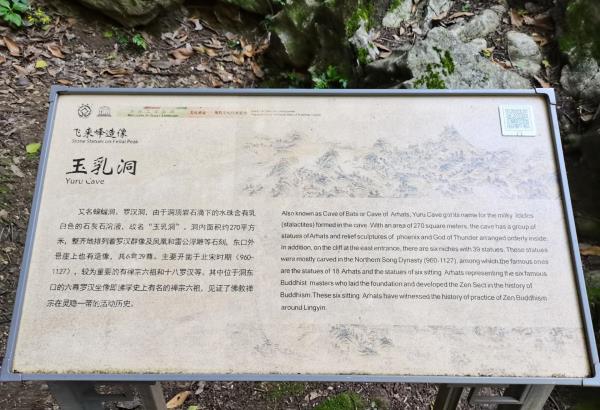 飞来峰造像
Stone Statues on Feilai Peak
玉乳洞
Yuru Cave
又名蝙蝠洞，罗汉洞，由于洞顶岩石滴下的水珠含有乳
白色的石灰石溶液，故名"玉乳洞"。洞内面积约270平方
米，整齐地排列着罗汉群像及凤凰和雷公浮雕等石刻。东口外
悬崖上也有造像，共6龛29尊。主要开凿于北宋时期（960-
1127），较为重要的有禅宗六祖和十八罗汉等。其中位于洞东
口的六尊罗汉坐像即佛学史上有名的禅宗六祖，见证了佛教禅
宗在灵隐一带的活动历史。
Also known as Cave of Bats or Cave of Arhats, Yuru Cave got its name for the milky icicles
(stalactites) formed in the cave. With an area of 270 square meters, the cave has a group of
statues of Arhats and relief sculptures of phoenix and God of Thunder arranged orderly inside.
In addition, on the cliff at the east entrance, there are six niches with 39 statues. These statues
were mostly carved in the Northern Song Dynasty (960-1127), among which the famous ones
are the statues of 18 Arhats and the statues of six sitting Arhats representing the six famous
Buddhist masters who laid the foundation and developed the Zen Sect in the history of
Buddhism. These six sitting Arhats have witnessed the history of practice of Zen Buddhism
around Lingyin.